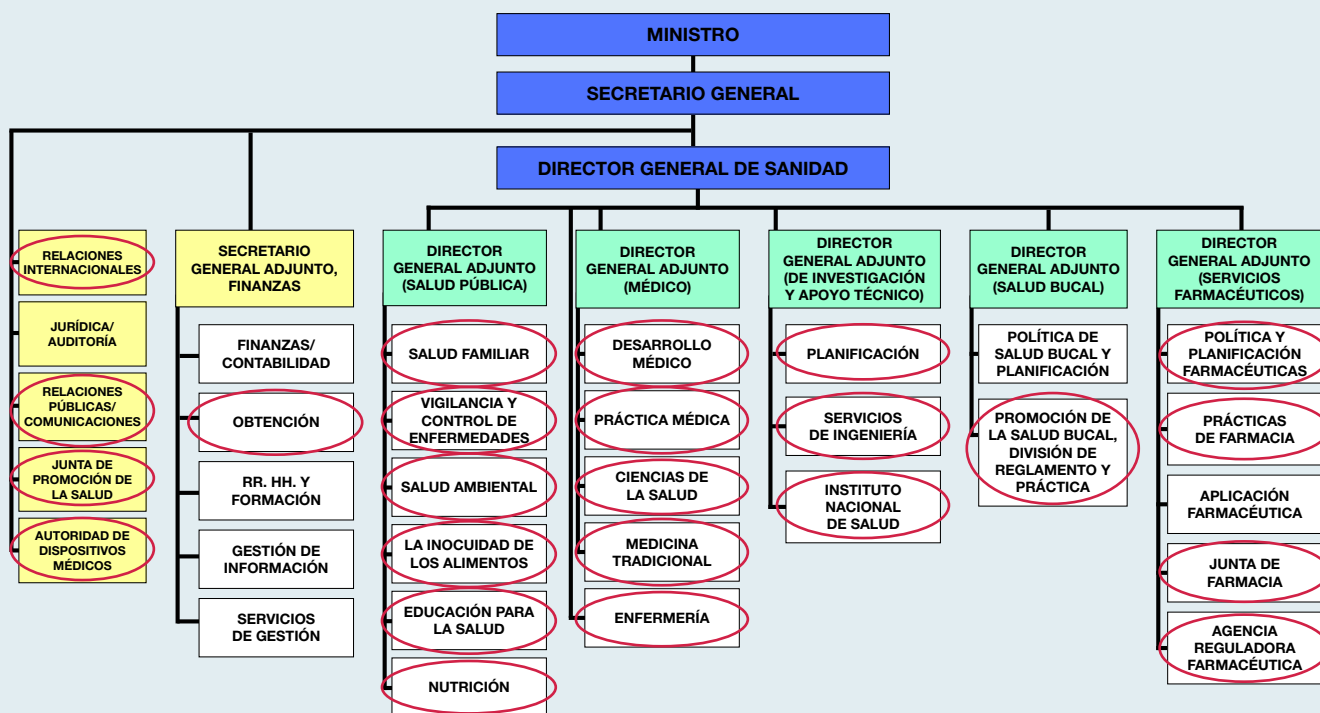 MINISTRO
SECRETARIO GENERAL
DIRECTOR GENERAL DE SANIDAD
RELACIONES
INTERNACIONALES
JURÍDICA/
AUDITORÍA
RELACIONES
PÚBLICAS/
COMUNICACIONES
JUNTA DE
PROMOCIÓN DE
LA SALUD
AUTORIDAD DE
DISPOSITIVOS
MÉDICOS
SECRETARIO
GENERAL ADJUNTO,
FINANZAS
FINANZAS/
CONTABILIDAD
OBTENCIÓN
RR. HH. Y
FORMACIÓN
GESTIÓN DE
INFORMACIÓN
SERVICIOS
DE GESTIÓN
DIRECTOR
GENERAL ADJUNTO
(SALUD PÚBLICA)
SALUD FAMILIAR
VIGILANCIA Y
CONTROL DE
ENFERMEDADES
SALUD AMBIENTAL
LA INOCUIDAD DE
LOS ALIMENTOS
EDUCACIÓN PARA
LA SALUD
NUTRICIÓN
DIRECTOR
GENERAL ADJUNTO
(MÉDICO)
DESARROLLO
MÉDICO
PRÁCTICA MÉDICA
CIENCIAS DE
LA SALUD
MEDICINA
TRADICIONAL
ENFERMERÍA
DIRECTOR
GENERAL ADJUNTO
(DE INVESTIGACIÓN
Y APOYO TÉCNICO)
PLANIFICACIÓN
SERVICIOS
DE INGENIERÍA
INSTITUTO
NACIONAL
DE SALUD
DIRECTOR
GENERAL ADJUNTO
(SALUD BUCAL)
POLÍTICA DE
SALUD BUCAL Y
PLANIFICACIÓN
PROMOCIÓN DE
LA SALUD BUCAL,
DIVISIÓN DE
REGLAMENTO Y
PRÁCTICA
DIRECTOR
GENERAL ADJUNTO
(SERVICIOS
FARMACÉUTICOS)
POLÍTICA Y
PLANIFICACIÓN
FARMACÉUTICAS
PRÁCTICAS
DE FARMACIA
APLICACIÓN
FARMACÉUTICA
JUNTA DE
FARMACIA
AGENCIA
REGULADORA
FARMACÉUTICA